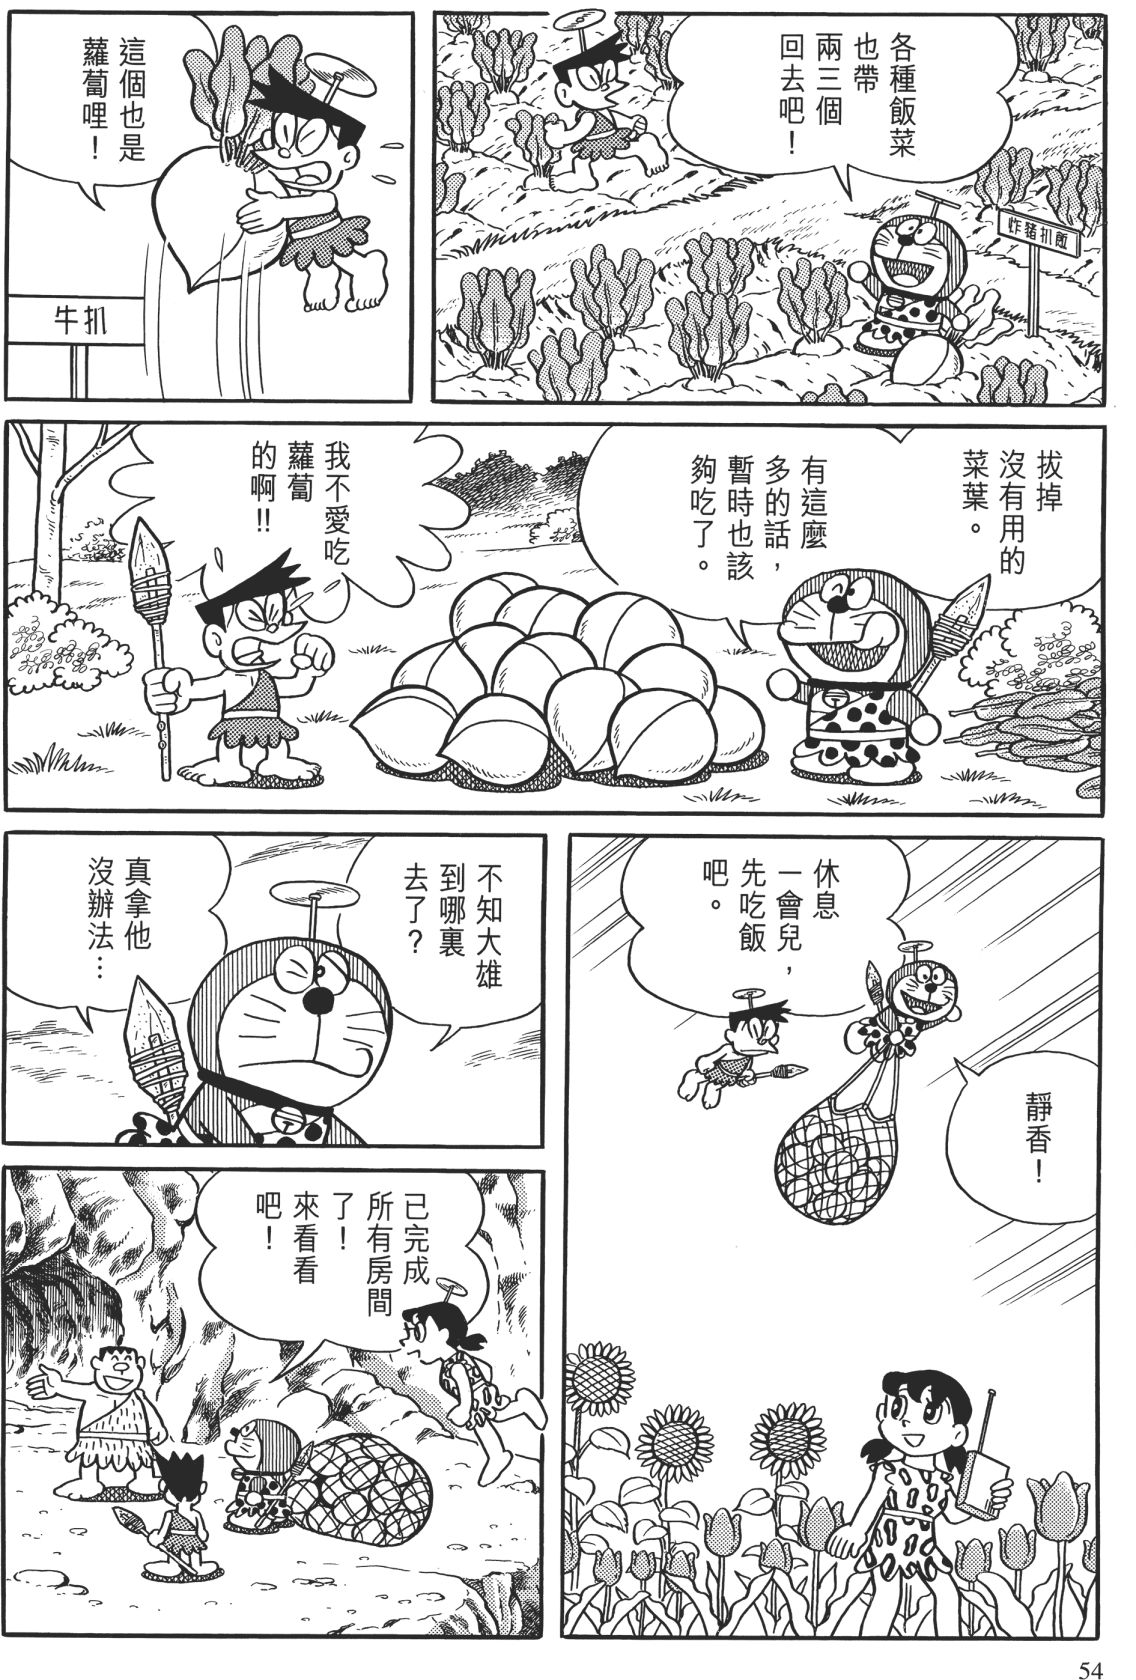 各種飯菜
也帶
兩三個
回去吧！
炸豬扒飯
這個也是
蘿蔔哩！
牛扒
拔掉
沒有用的
菜葉。
有這麼
多的話，
暫時也該
夠吃了。
我不愛吃
蘿蔔
的啊!!
休息
一會兒，
先吃飯
吧。
靜香！
不知大雄
到哪裏
去了？
真拿他
沒辦法…
已完成
所有房間
了！
來看看
吧！
54